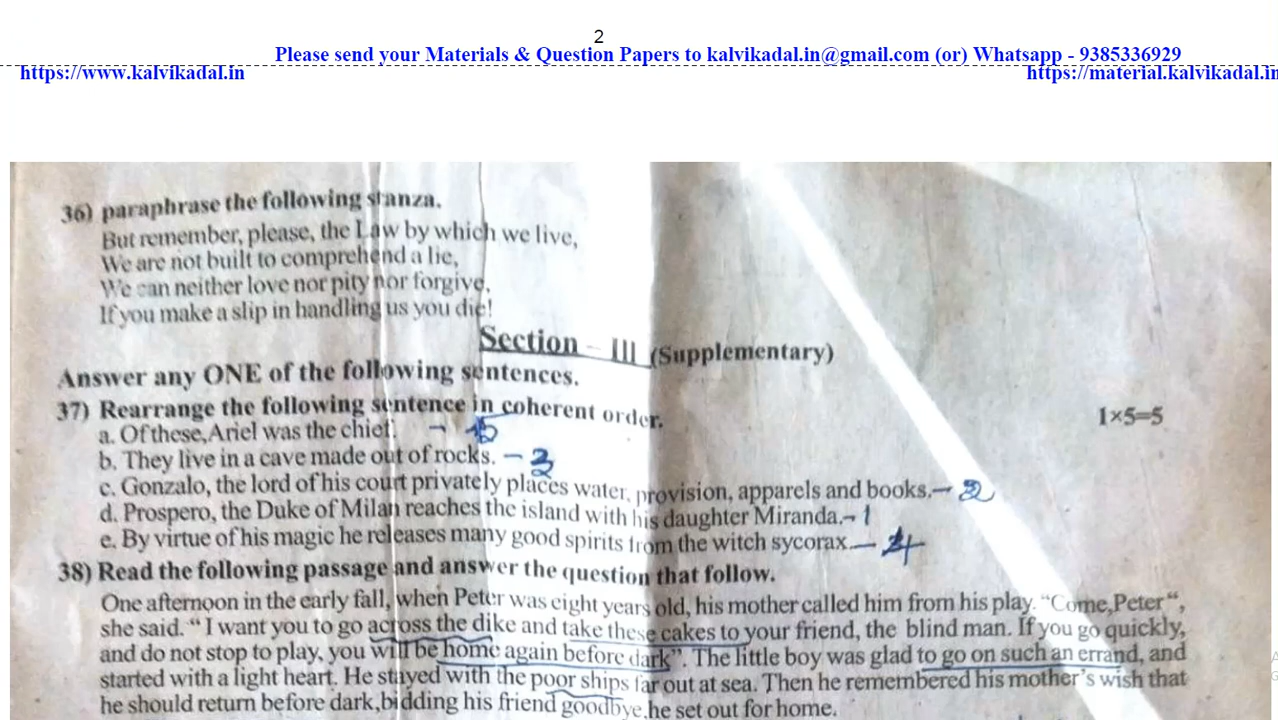 2
Please send your Materials & Question Papers to kalvikadal.in@gmail.com (or) Whatsapp - 9385336929
https://www.kalvikadal.in https://material.kalvikadal.in
36) paraphrase the following stanza.
But remember, please, the Law by which we live,
We are not built to comprehend a lie,
We can neither love nor pity nor forgive,
If you make a slip in handling us you die!
Section - III (Supplementary)
Answer any ONE of the following sentences.
37) Rearrange the following sentence in coherent order. 1×5=5
a. Of these,Ariel was the chief. - 5
b. They live in a cave made out of rocks. - 3
c. Gonzalo, the lord of his court privately places water, provision, apparels and books. - 2
d. Prospero, the Duke of Milan reaches the island with his daughter Miranda. - 1
e. By virtue of his magic he releases many good spirits from the witch sycorax. - 4
38) Read the following passage and answer the question that follow.
One afternoon in the early fall, when Peter was eight years old, his mother called him from his play. "Come,Peter",
she said. "I want you to go across the dike and take these cakes to your friend, the blind man. If you go quickly,
and do not stop to play, you will be home again before dark". The little boy was glad to go on such an errand, and
started with a light heart. He stayed with the poor ships far out at sea. Then he remembered his mother's wish that
he should return before dark,bidding his friend goodbye,he set out for home.